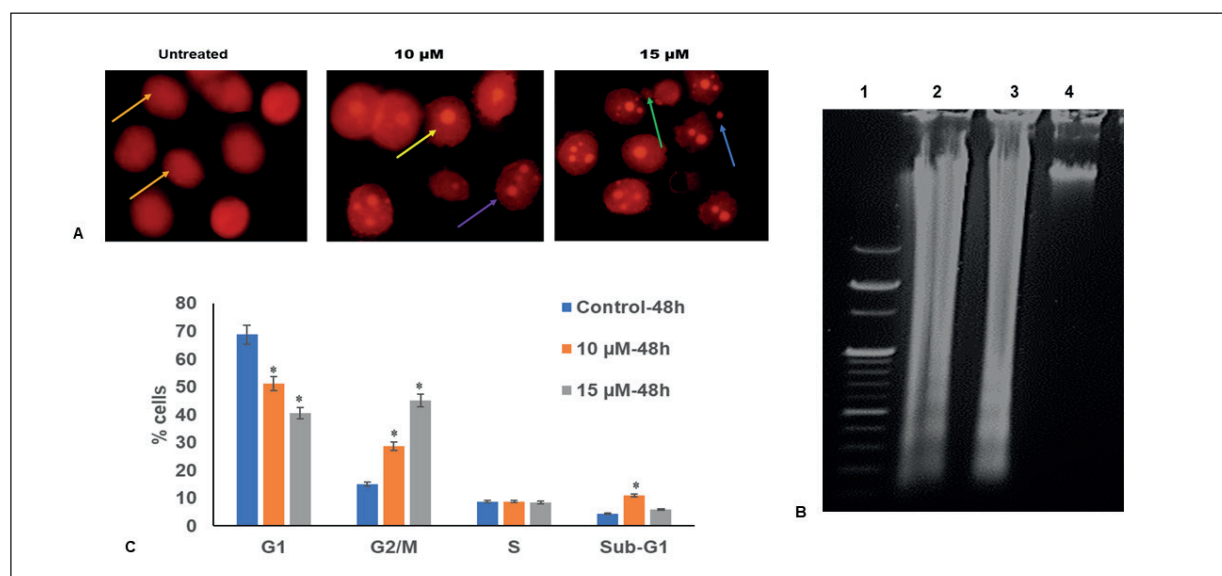 Untreated
10 µM
15 µM
A
1 2 3 4
B
80
70
60
50
40
30
20
10
0
% cells
Control-48h
10 µM-48h
15 µM-48h
*
*
*
*
*
G1 G2/M S Sub-G1
C